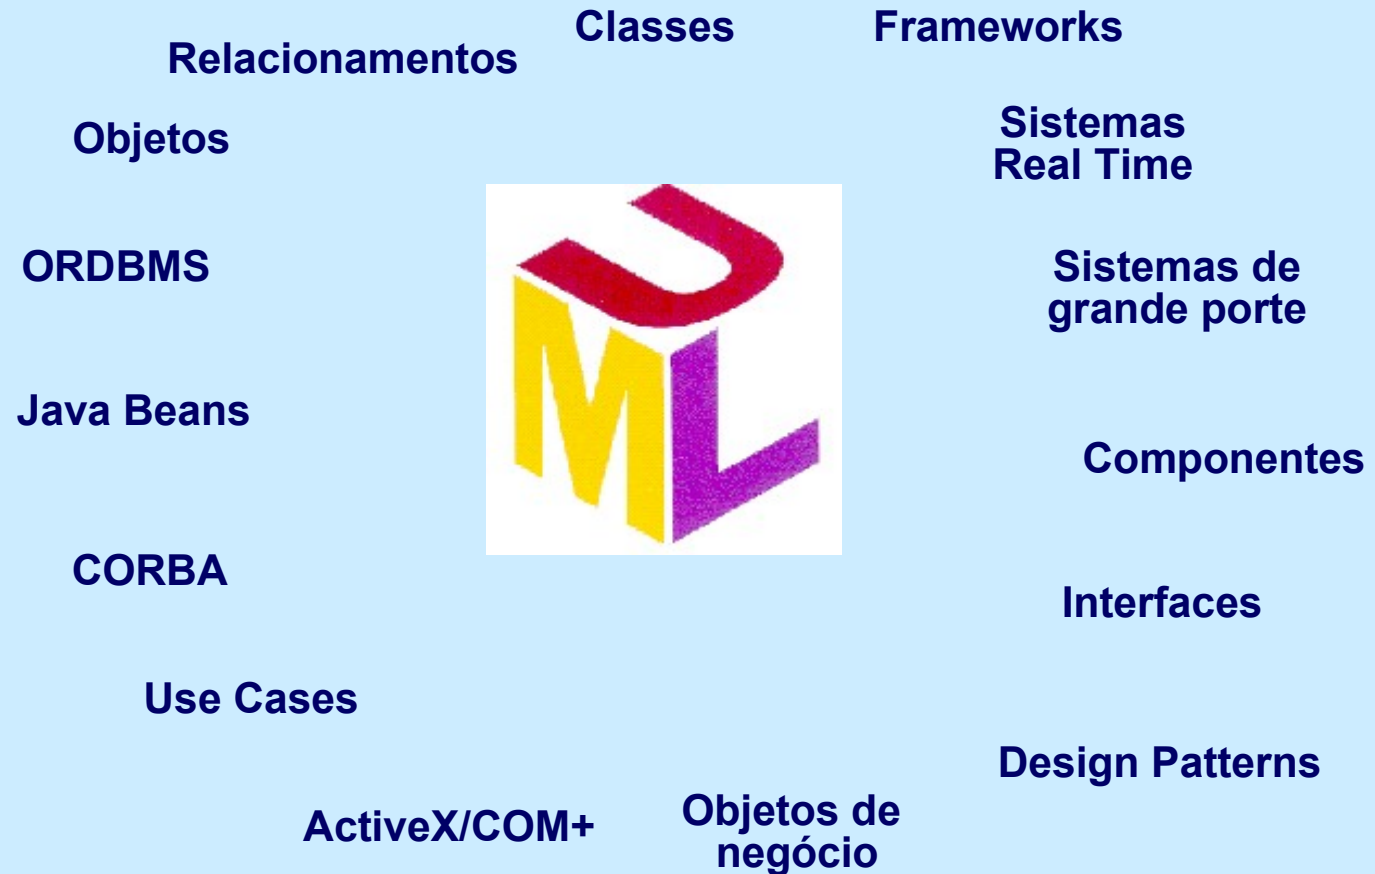 Classes
Frameworks
Relacionamentos
Objetos
Sistemas
Real Time
UML
ORDBMS
Sistemas de
grande porte
Java Beans
Componentes
CORBA
Interfaces
Use Cases
Design Patterns
ActiveX/COM+
Objetos de
negócio